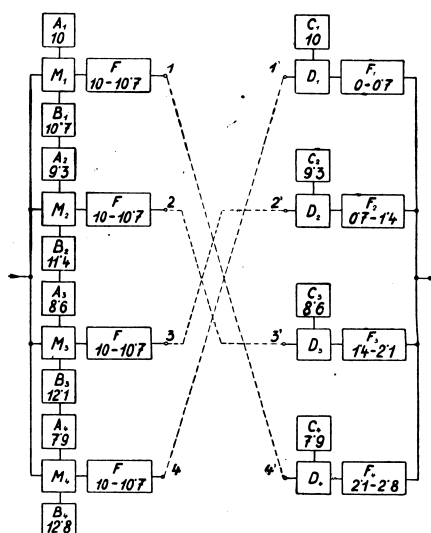 A₁
10
C₁
10
M₁
F
10-10·7
1
1'
D₁
F₁
0-0·7
B₁
10·7
A₂
9·3
C₂
9·3
M₂
F
10-10·7
2
2'
D₂
F₂
0·7-1·4
B₂
11·4
A₃
8·6
C₃
8·6
M₃
F
10-10·7
3
3'
D₃
F₃
1·4-2·1
B₃
12·1
A₄
7·9
C₄
7·9
M₄
F
10-10·7
4
4'
D₄
F₄
2·1-2·8
B₄
12·8